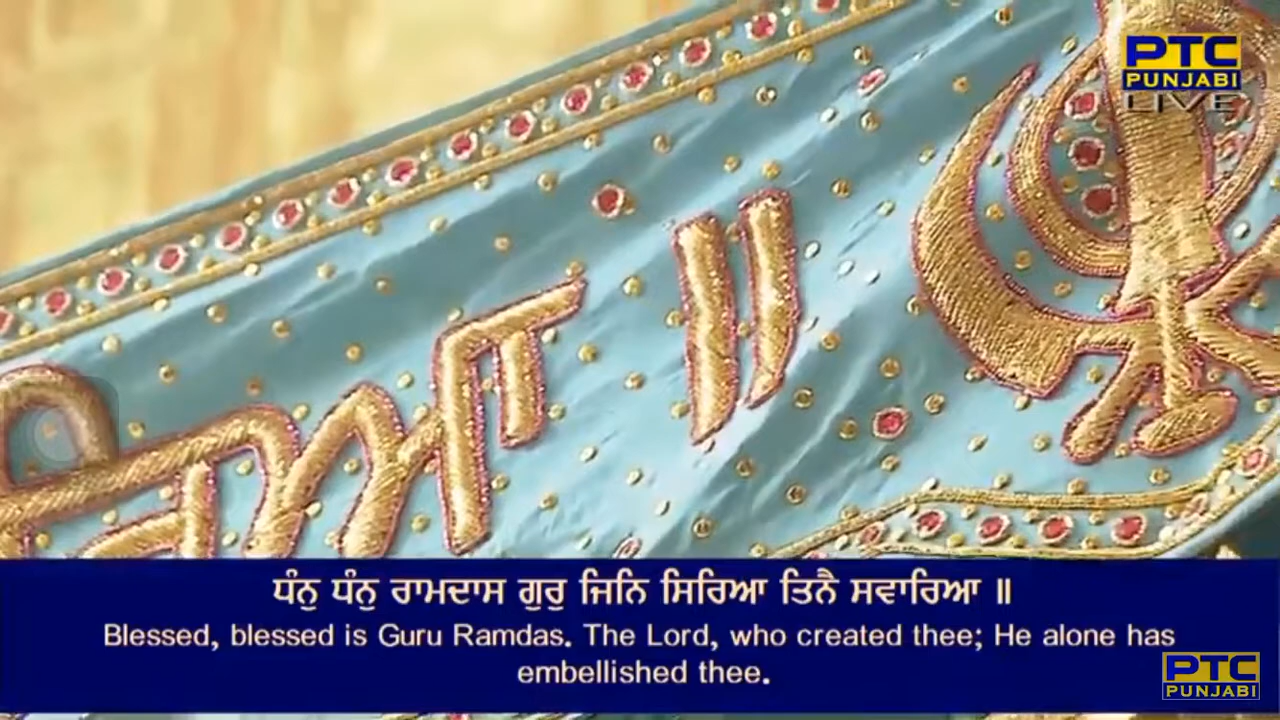 PTC
PUNJABI
LIVE
ਿਆ ॥
ਧੰਨੁ ਧੰਨੁ ਰਾਮਦਾਸ ਗੁਰੁ ਜਿਨਿ ਸਿਰਿਆ ਤਿਨੈ ਸਵਾਰਿਆ ॥
Blessed, blessed is Guru Ramdas. The Lord, who created thee; He alone has
embellished thee.
PTC
PUNJABI